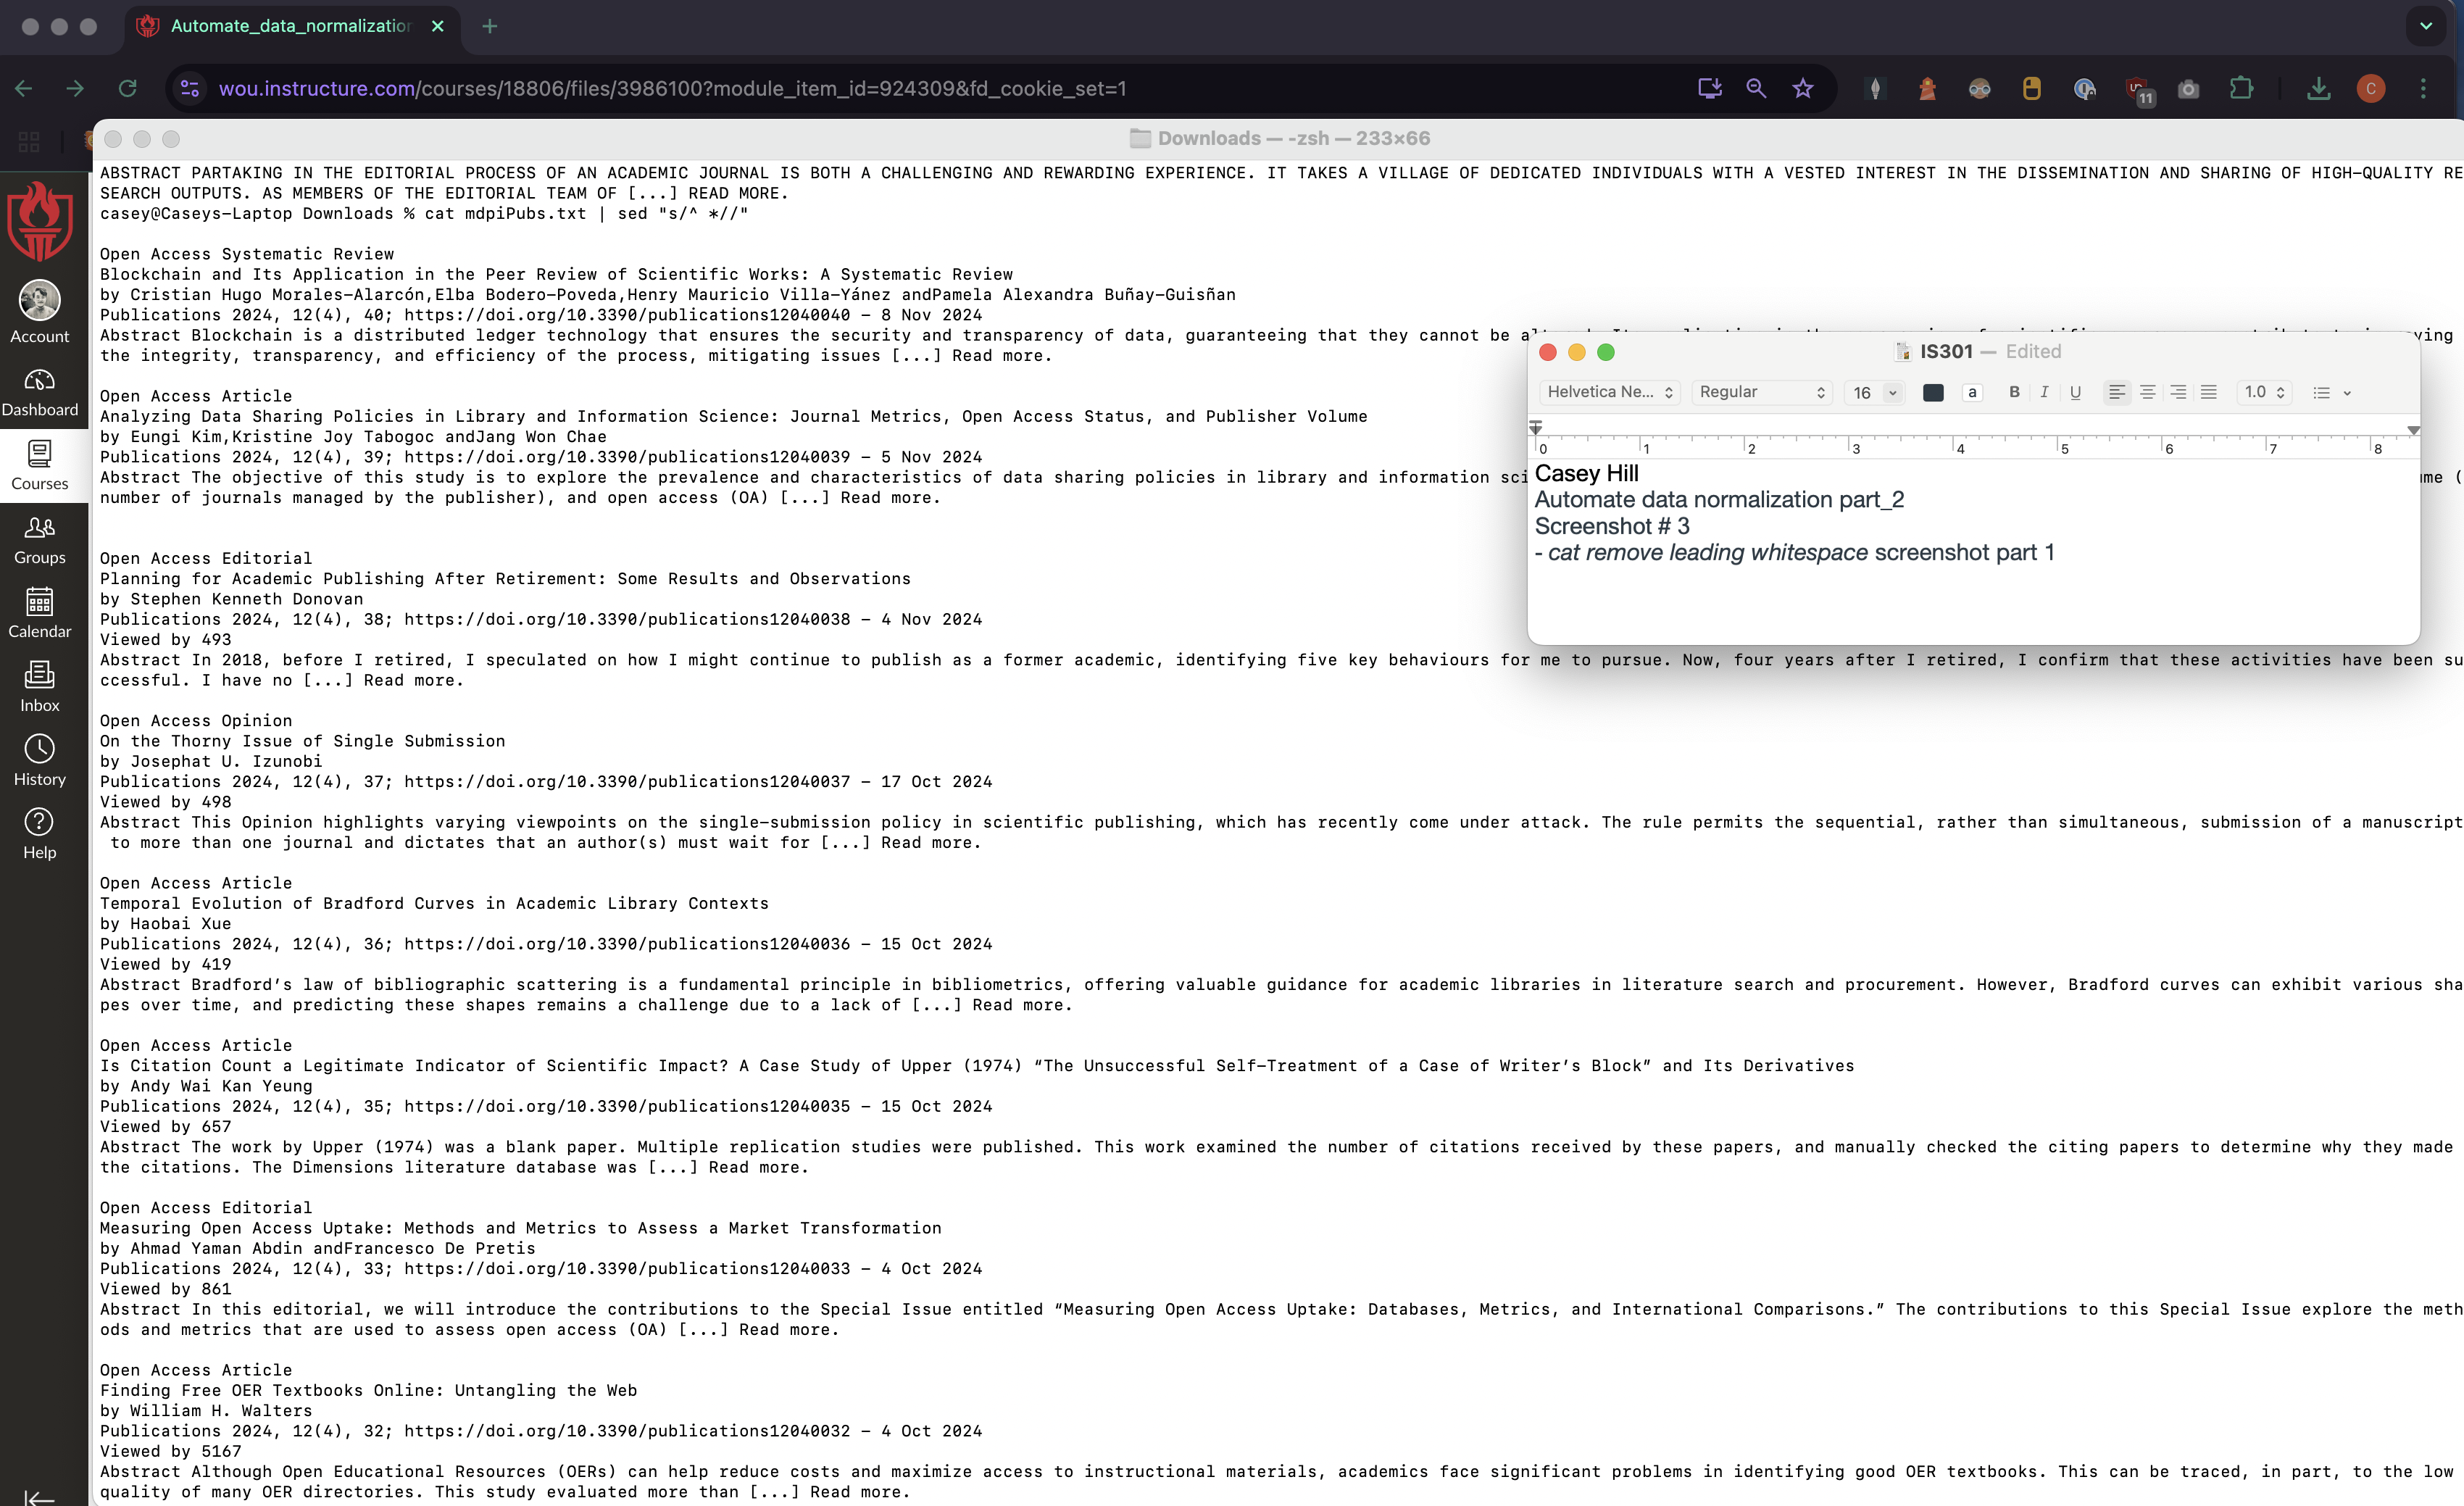 Automate_data_normalization
wou.instructure.com/courses/18806/files/3986100?module_item_id=924309&fd_cookie_set=1
11
C
Downloads — -zsh — 233×66
Account
Dashboard
Courses
Groups
Calendar
Inbox
History
Help
ABSTRACT PARTAKING IN THE EDITORIAL PROCESS OF AN ACADEMIC JOURNAL IS BOTH A CHALLENGING AND REWARDING EXPERIENCE. IT TAKES A VILLAGE OF DEDICATED INDIVIDUALS WITH A VESTED INTEREST IN THE DISSEMINATION AND SHARING OF HIGH-QUALITY RE
SEARCH OUTPUTS. AS MEMBERS OF THE EDITORIAL TEAM OF [...] READ MORE.
casey@Caseys-Laptop Downloads % cat mdpiPubs.txt | sed "s/^ *//"
Open Access Systematic Review
Blockchain and Its Application in the Peer Review of Scientific Works: A Systematic Review
by Cristian Hugo Morales-Alarcón,Elba Bodero-Poveda,Henry Mauricio Villa-Yánez andPamela Alexandra Buñay-Guisñan
Publications 2024, 12(4), 40; https://doi.org/10.3390/publications12040040 - 8 Nov 2024
Abstract Blockchain is a distributed ledger technology that ensures the security and transparency of data, guaranteeing that they cannot be
the integrity, transparency, and efficiency of the process, mitigating issues [...] Read more.
Open Access Article
Analyzing Data Sharing Policies in Library and Information Science: Journal Metrics, Open Access Status, and Publisher Volume
by Eungi Kim,Kristine Joy Tabogoc andJang Won Chae
Publications 2024, 12(4), 39; https://doi.org/10.3390/publications12040039 - 5 Nov 2024
Abstract The objective of this study is to explore the prevalence and characteristics of data sharing policies in library and information sci
number of journals managed by the publisher), and open access (OA) [...] Read more.
Open Access Editorial
Planning for Academic Publishing After Retirement: Some Results and Observations
by Stephen Kenneth Donovan
Publications 2024, 12(4), 38; https://doi.org/10.3390/publications12040038 - 4 Nov 2024
Viewed by 493
Abstract In 2018, before I retired, I speculated on how I might continue to publish as a former academic, identifying five key behaviours for me to pursue. Now, four years after I retired, I confirm that these activities have been su
ccessful. I have no [...] Read more.
Open Access Opinion
On the Thorny Issue of Single Submission
by Josephat U. Izunobi
Publications 2024, 12(4), 37; https://doi.org/10.3390/publications12040037 - 17 Oct 2024
Viewed by 498
Abstract This Opinion highlights varying viewpoints on the single-submission policy in scientific publishing, which has recently come under attack. The rule permits the sequential, rather than simultaneous, submission of a manuscript
to more than one journal and dictates that an author(s) must wait for [...] Read more.
Open Access Article
Temporal Evolution of Bradford Curves in Academic Library Contexts
by Haobai Xue
Publications 2024, 12(4), 36; https://doi.org/10.3390/publications12040036 - 15 Oct 2024
Viewed by 419
Abstract Bradford’s law of bibliographic scattering is a fundamental principle in bibliometrics, offering valuable guidance for academic libraries in literature search and procurement. However, Bradford curves can exhibit various sha
pes over time, and predicting these shapes remains a challenge due to a lack of [...] Read more.
Open Access Article
Is Citation Count a Legitimate Indicator of Scientific Impact? A Case Study of Upper (1974) “The Unsuccessful Self-Treatment of a Case of Writer’s Block” and Its Derivatives
by Andy Wai Kan Yeung
Publications 2024, 12(4), 35; https://doi.org/10.3390/publications12040035 - 15 Oct 2024
Viewed by 657
Abstract The work by Upper (1974) was a blank paper. Multiple replication studies were published. This work examined the number of citations received by these papers, and manually checked the citing papers to determine why they made
the citations. The Dimensions literature database was [...] Read more.
Open Access Editorial
Measuring Open Access Uptake: Methods and Metrics to Assess a Market Transformation
by Ahmad Yaman Abdin andFrancesco De Pretis
Publications 2024, 12(4), 33; https://doi.org/10.3390/publications12040033 - 4 Oct 2024
Viewed by 861
Abstract In this editorial, we will introduce the contributions to the Special Issue entitled “Measuring Open Access Uptake: Databases, Metrics, and International Comparisons.” The contributions to this Special Issue explore the meth
ods and metrics that are used to assess open access (OA) [...] Read more.
Open Access Article
Finding Free OER Textbooks Online: Untangling the Web
by William H. Walters
Publications 2024, 12(4), 32; https://doi.org/10.3390/publications12040032 - 4 Oct 2024
Viewed by 5167
Abstract Although Open Educational Resources (OERs) can help reduce costs and maximize access to instructional materials, academics face significant problems in identifying good OER textbooks. This can be traced, in part, to the low
quality of many OER directories. This study evaluated more than [...] Read more.
IS301 — Edited
Helvetica Ne... Regular 16 a B I U 1.0
0 1 2 3 4 5 6 7 8
Casey Hill
Automate data normalization part_2
Screenshot # 3
- cat remove leading whitespace screenshot part 1